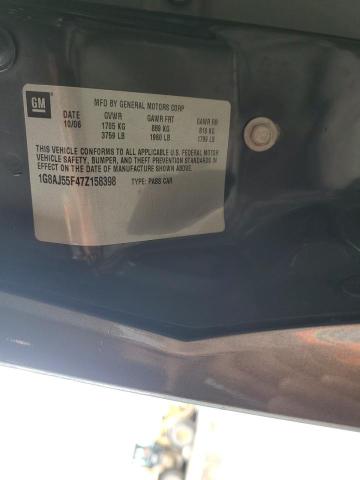 GM
MFD BY GENERAL MOTORS CORP
DATE GVWR GAWR FRT GAWR RR
10/06 1705 KG 889 KG 816 KG
3759 LB 1960 LB 1799 LB
THIS VEHICLE CONFORMS TO ALL APPLICABLE U.S. FEDERAL MOTOR
VEHICLE SAFETY, BUMPER, AND THEFT PREVENTION STANDARDS IN
EFFECT ON THE DATE OF MANUFACTURE SHOWN ABOVE.
1G8AJ55F47Z158398 TYPE: PASS CAR